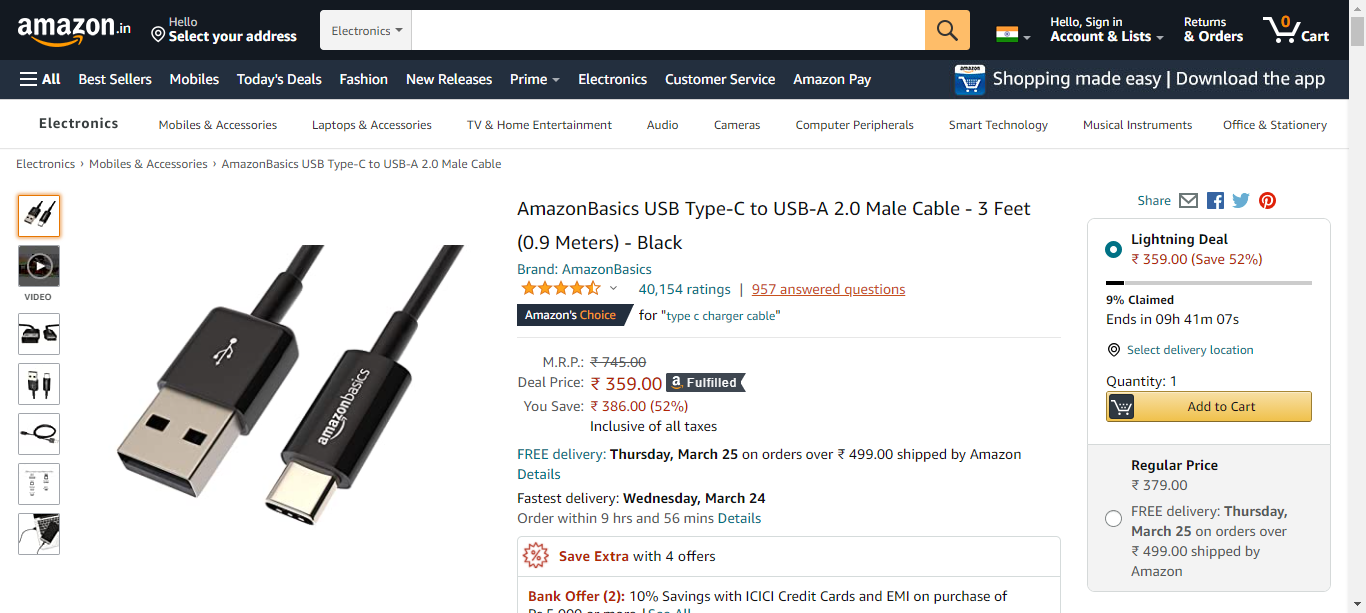 amazon.in
Hello
Select your address
Electronics
Hello, Sign in
Account & Lists
Returns
& Orders
0
Cart
All Best Sellers Mobiles Today's Deals Fashion New Releases Prime Electronics Customer Service Amazon Pay
amazon
Shopping made easy | Download the app
Electronics Mobiles & Accessories Laptops & Accessories TV & Home Entertainment Audio Cameras Computer Peripherals Smart Technology Musical Instruments Office & Stationery
Electronics › Mobiles & Accessories › AmazonBasics USB Type-C to USB-A 2.0 Male Cable
VIDEO
amazonbasics
AmazonBasics USB Type-C to USB-A 2.0 Male Cable - 3 Feet
(0.9 Meters) - Black
Brand: AmazonBasics
40,154 ratings | 957 answered questions
Amazon's Choice for "type c charger cable"
M.R.P.: ₹ 745.00
Deal Price: ₹ 359.00 a Fulfilled
You Save: ₹ 386.00 (52%)
Inclusive of all taxes
FREE delivery: Thursday, March 25 on orders over ₹ 499.00 shipped by Amazon
Details
Fastest delivery: Wednesday, March 24
Order within 9 hrs and 56 mins Details
% Save Extra with 4 offers
Bank Offer (2): 10% Savings with ICICI Credit Cards and EMI on purchase of
Rs 5,000 or more. | See All
Share
Lightning Deal
₹ 359.00 (Save 52%)
9% Claimed
Ends in 09h 41m 07s
Select delivery location
Quantity: 1
Add to Cart
Regular Price
₹ 379.00
FREE delivery: Thursday,
March 25 on orders over
₹ 499.00 shipped by
Amazon